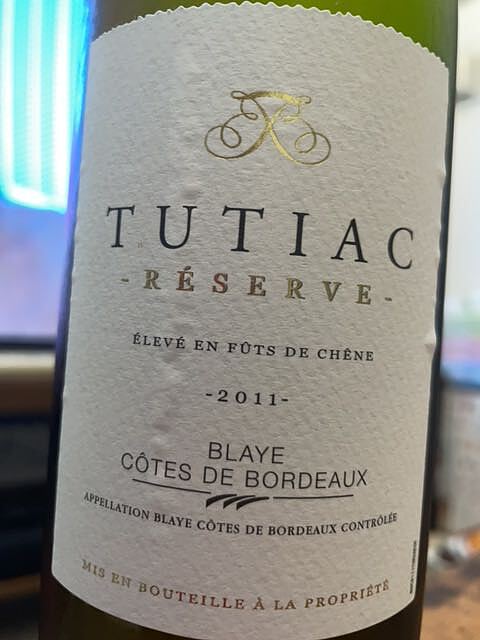 TUTIAC
-RÉSERVE-
ÉLEVÉ EN FÛTS DE CHÊNE
-2011-
BLAYE
CÔTES DE BORDEAUX
APPELLATION BLAYE CÔTES DE BORDEAUX CONTRÔLÉE
MIS EN BOUTEILLE À LA PROPRIÉTÉ